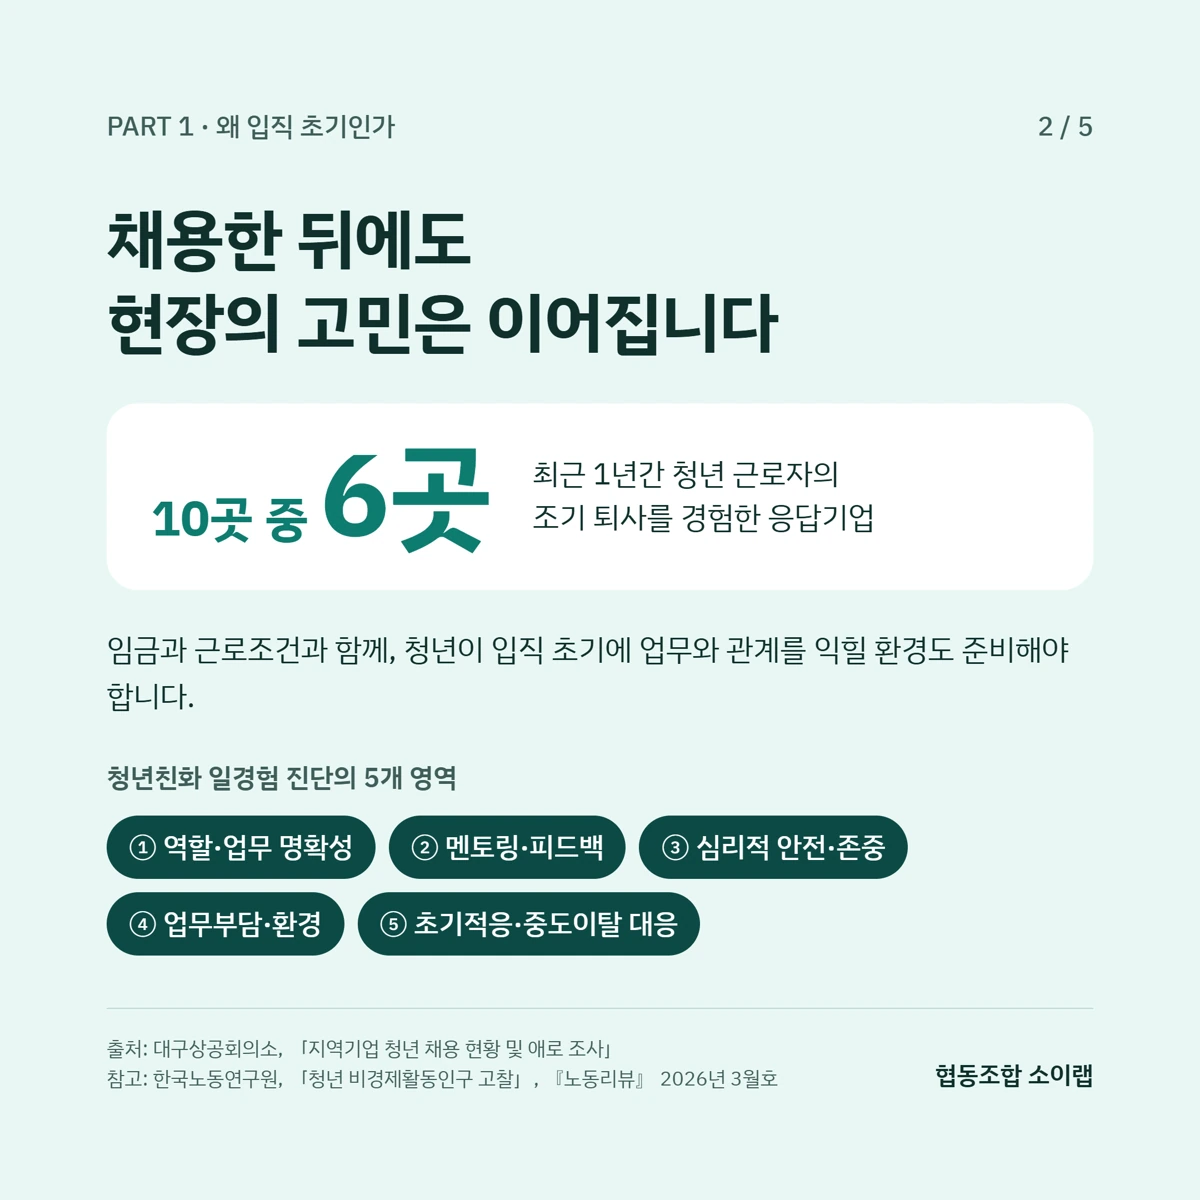 PART 1 · 왜 입직 초기인가
2 / 5
채용한 뒤에도
현장의 고민은 이어집니다
10곳 중 6곳
최근 1년간 청년 근로자의
조기 퇴사를 경험한 응답기업
임금과 근로조건과 함께, 청년이 입직 초기에 업무와 관계를 익힐 환경도 준비해야
합니다.
청년친화 일경험 진단의 5개 영역
① 역할·업무 명확성
② 멘토링·피드백
③ 심리적 안전·존중
④ 업무부담·환경
⑤ 초기적응·중도이탈 대응
출처: 대구상공회의소, 「지역기업 청년 채용 현황 및 애로 조사」
참고: 한국노동연구원, 「청년 비경제활동인구 고찰」, 『노동리뷰』 2026년 3월호
협동조합 소이랩